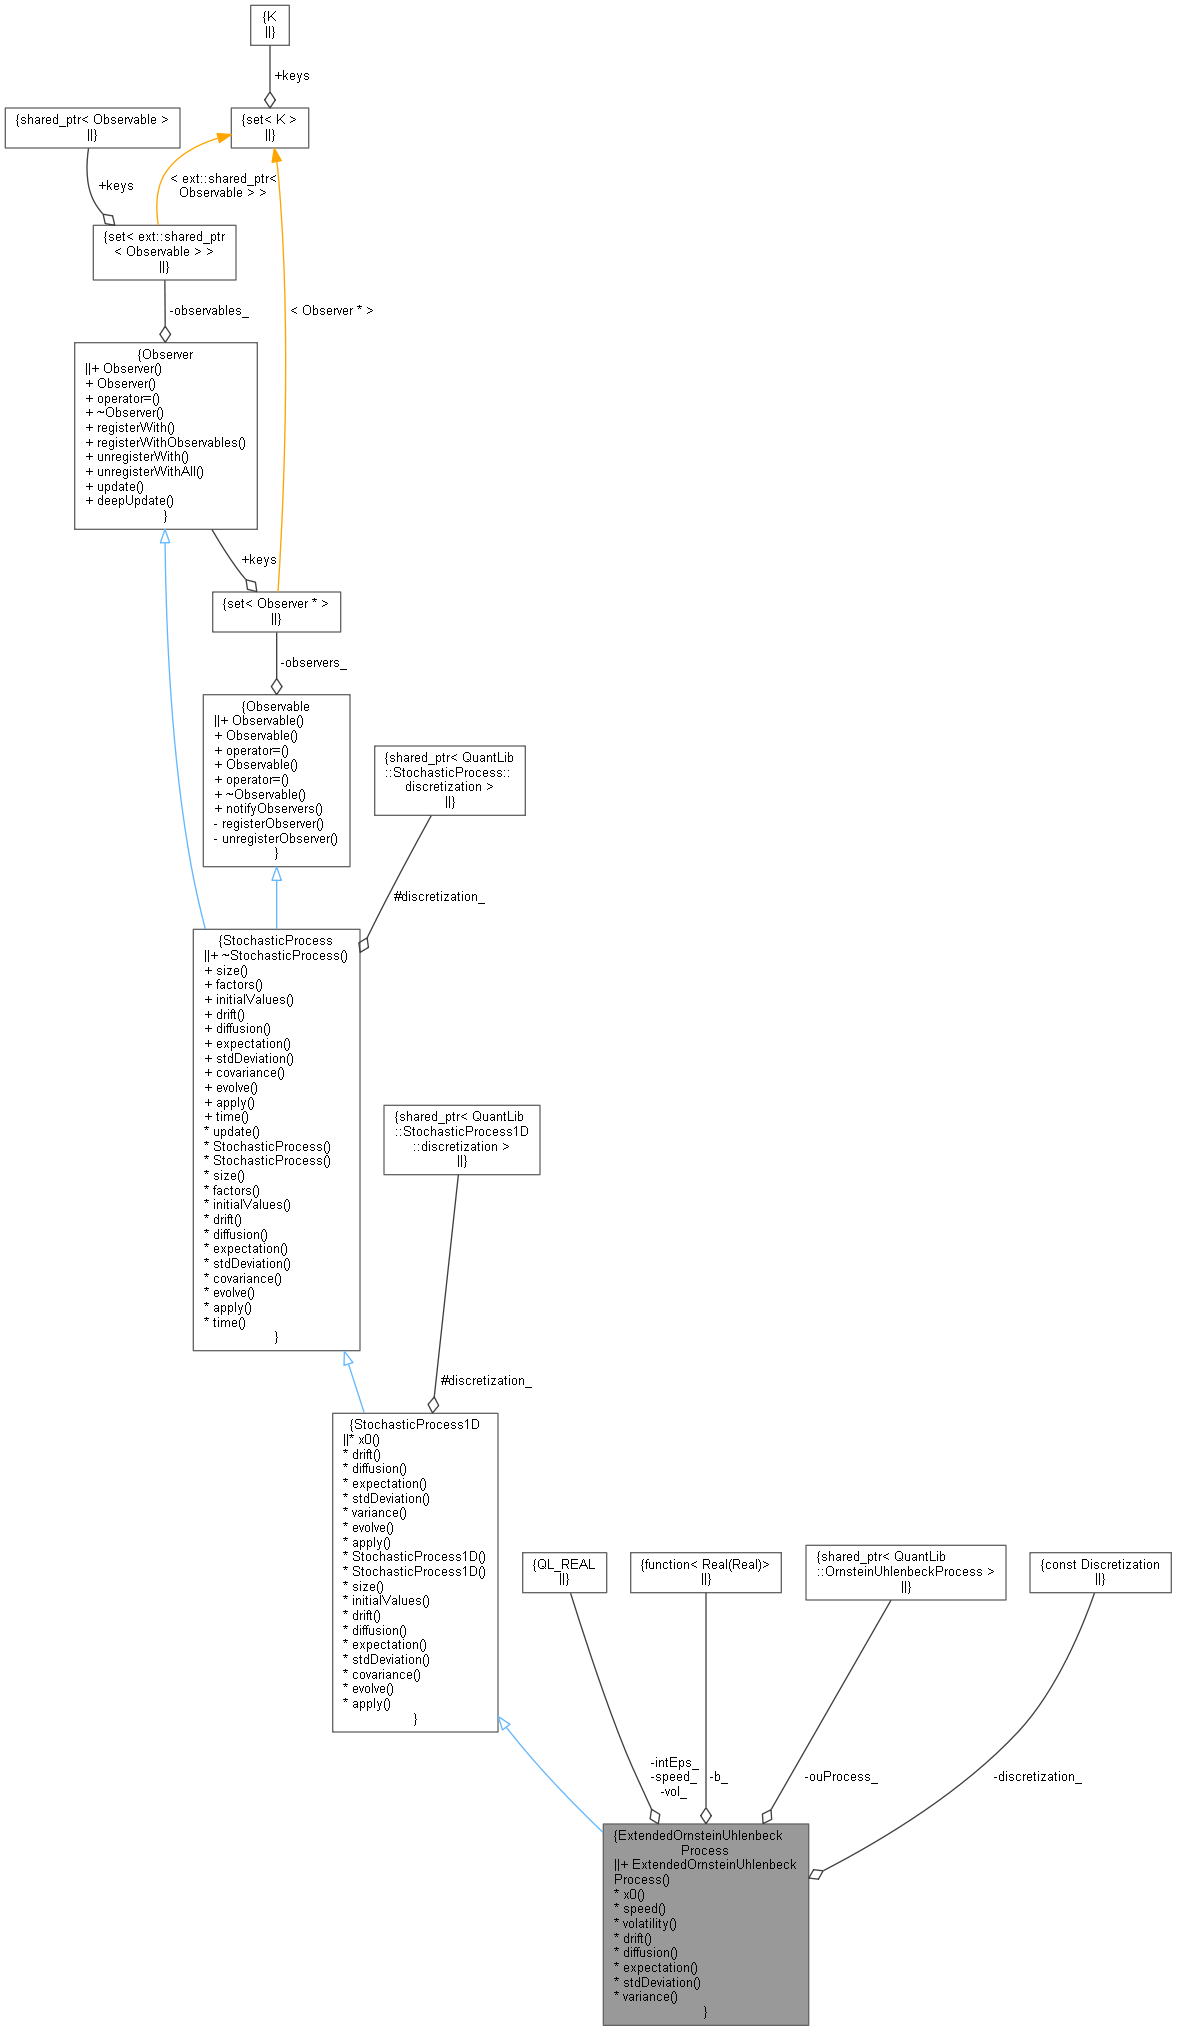 {K
||}
+keys
{shared_ptr< Observable >
||}
{set< K >
||}
+keys
< ext::shared_ptr<
Observable > >
{set< ext::shared_ptr
< Observable > >
||}
-observables_
< Observer * >
{Observer
||+ Observer()
+ Observer()
+ operator=()
+ ~Observer()
+ registerWith()
+ registerWithObservables()
+ unregisterWith()
+ unregisterWithAll()
+ update()
+ deepUpdate()
}
+keys
{set< Observer * >
||}
-observers_
{Observable
||+ Observable()
+ Observable()
+ operator=()
+ Observable()
+ operator=()
+ ~Observable()
+ notifyObservers()
- registerObserver()
- unregisterObserver()
}
{shared_ptr< QuantLib
::StochasticProcess::
discretization >
||}
#discretization_
{StochasticProcess
||+ ~StochasticProcess()
+ size()
+ factors()
+ initialValues()
+ drift()
+ diffusion()
+ expectation()
+ stdDeviation()
+ covariance()
+ evolve()
+ apply()
+ time()
* update()
* StochasticProcess()
* StochasticProcess()
* size()
* factors()
* initialValues()
* drift()
* diffusion()
* expectation()
* stdDeviation()
* covariance()
* evolve()
* apply()
* time()
}
{shared_ptr< QuantLib
::StochasticProcess1D
::discretization >
||}
#discretization_
{StochasticProcess1D
||* x0()
* drift()
* diffusion()
* expectation()
* stdDeviation()
* variance()
* evolve()
* apply()
* StochasticProcess1D()
* StochasticProcess1D()
* size()
* initialValues()
* drift()
* diffusion()
* expectation()
* stdDeviation()
* covariance()
* evolve()
* apply()
}
{QL_REAL
||}
{function< Real(Real)>
||}
{shared_ptr< QuantLib
::OrnsteinUhlenbeckProcess >
||}
{const Discretization
||}
-intEps_
-speed_
-vol_
-b_
-ouProcess_
-discretization_
{ExtendedOrnsteinUhlenbeck
Process
||+ ExtendedOrnsteinUhlenbeck
Process()
* x0()
* speed()
* volatility()
* drift()
* diffusion()
* expectation()
* stdDeviation()
* variance()
}